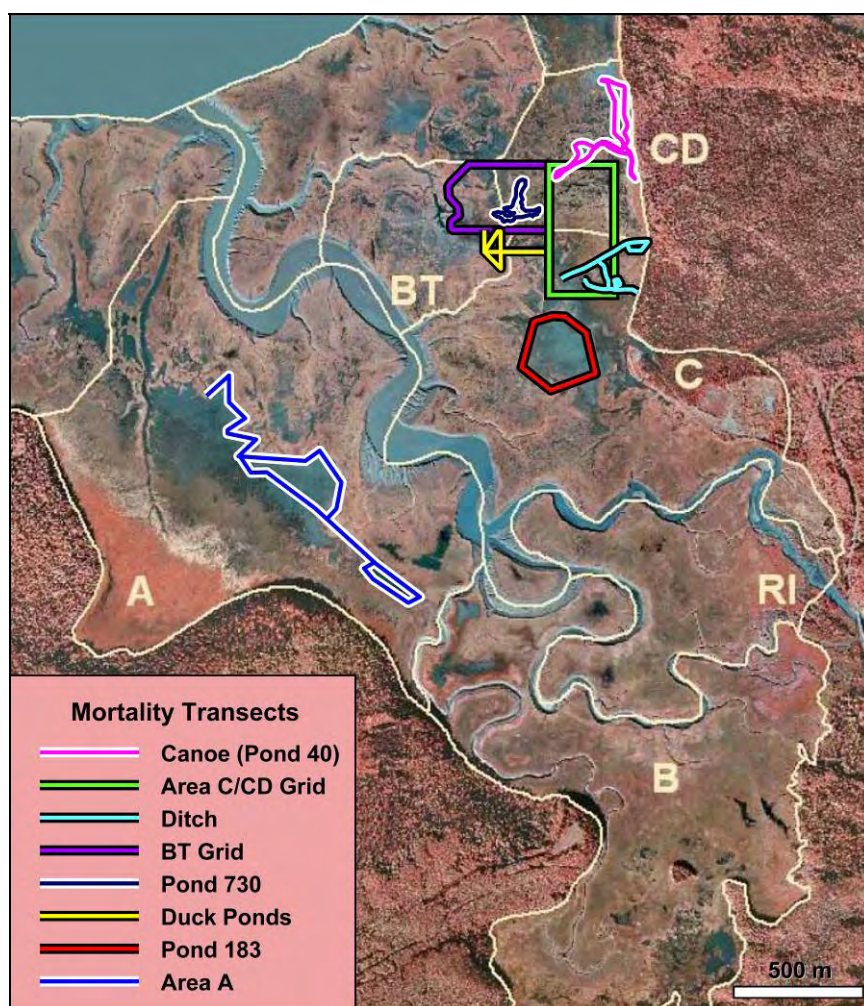 CD
BT
C
A
RI
B
Mortality Transects
Canoe (Pond 40)
Area C/CD Grid
Ditch
BT Grid
Pond 730
Duck Ponds
Pond 183
Area A
500 m